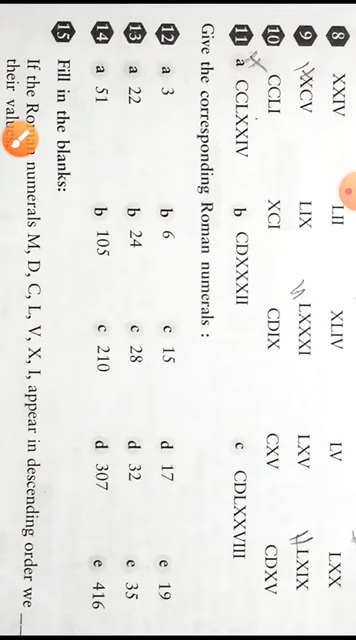 8 XXIV LII XLIV LV LXX
9 XCV LIX LXXXI LXV LXIX
10 CCLI XCI CDIX CXV CDXV
11 a CCLXXIV b CDXXXII c CDLXXVIII
Give the corresponding Roman numerals :
12 a 3 b 6 c 15 d 17 e 19
13 a 22 b 24 c 28 d 32 e 35
14 a 51 b 105 c 210 d 307 e 416
15 Fill in the blanks:
If the Roman numerals M, D, C, L, V, X, I, appear in descending order we ___
their values